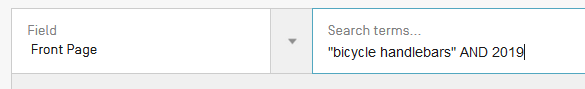 Field
Front Page
Search terms...
"bicycle handlebars" AND 2019